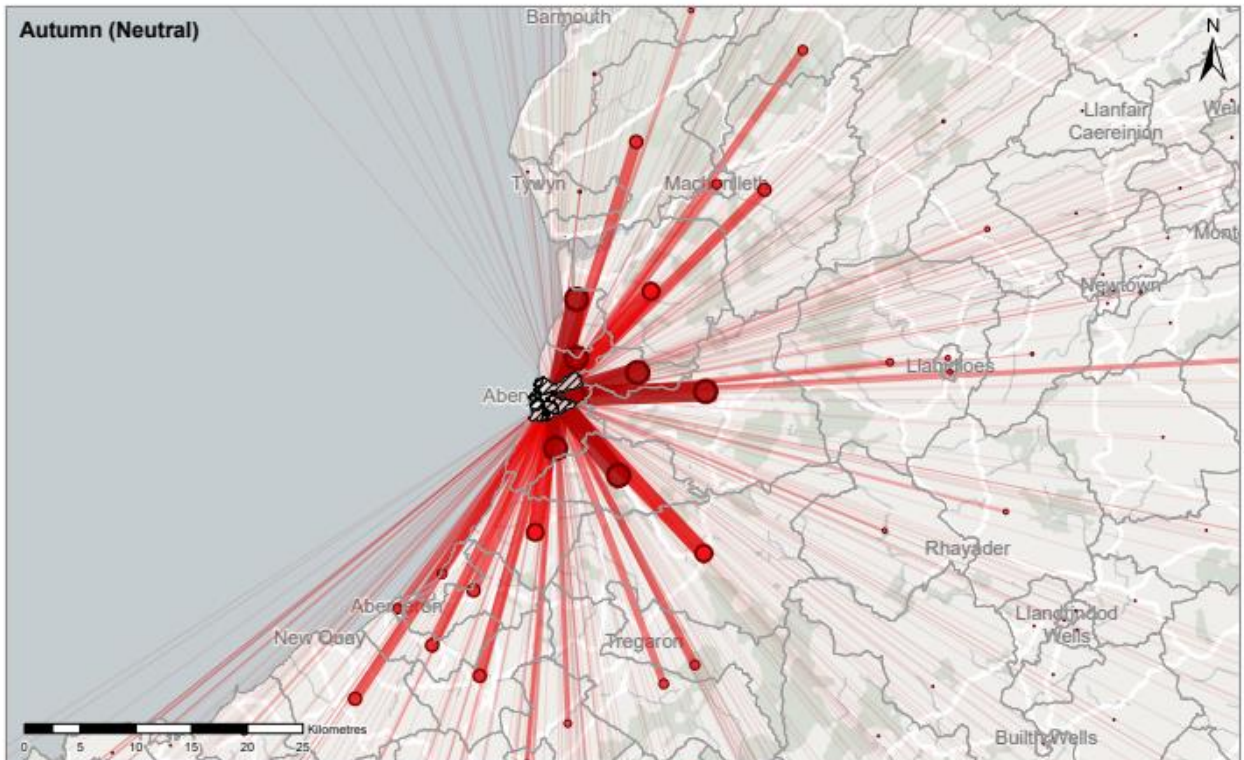 Autumn (Neutral)
Barmouth
N
Llanfair
Caereinion
Tywyn
Machynlleth
Newtown
Llanidloes
Rhayader
Aberaeron
New Quay
Tregaron
Llandrindod
Wells
Builth Wells
Kilometres
0 5 10 15 20 25